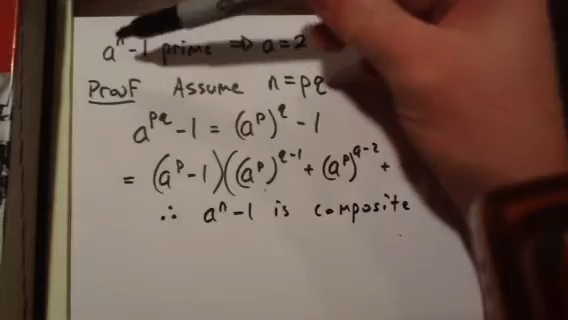 aⁿ-1 prime ⇒ a=2
Proof Assume n=pq
a^{pq} -1 = (a^p)^q -1
= (a^p -1)((a^p)^{q-1} + (a^p)^{q-2} +
∴ aⁿ-1 is composite